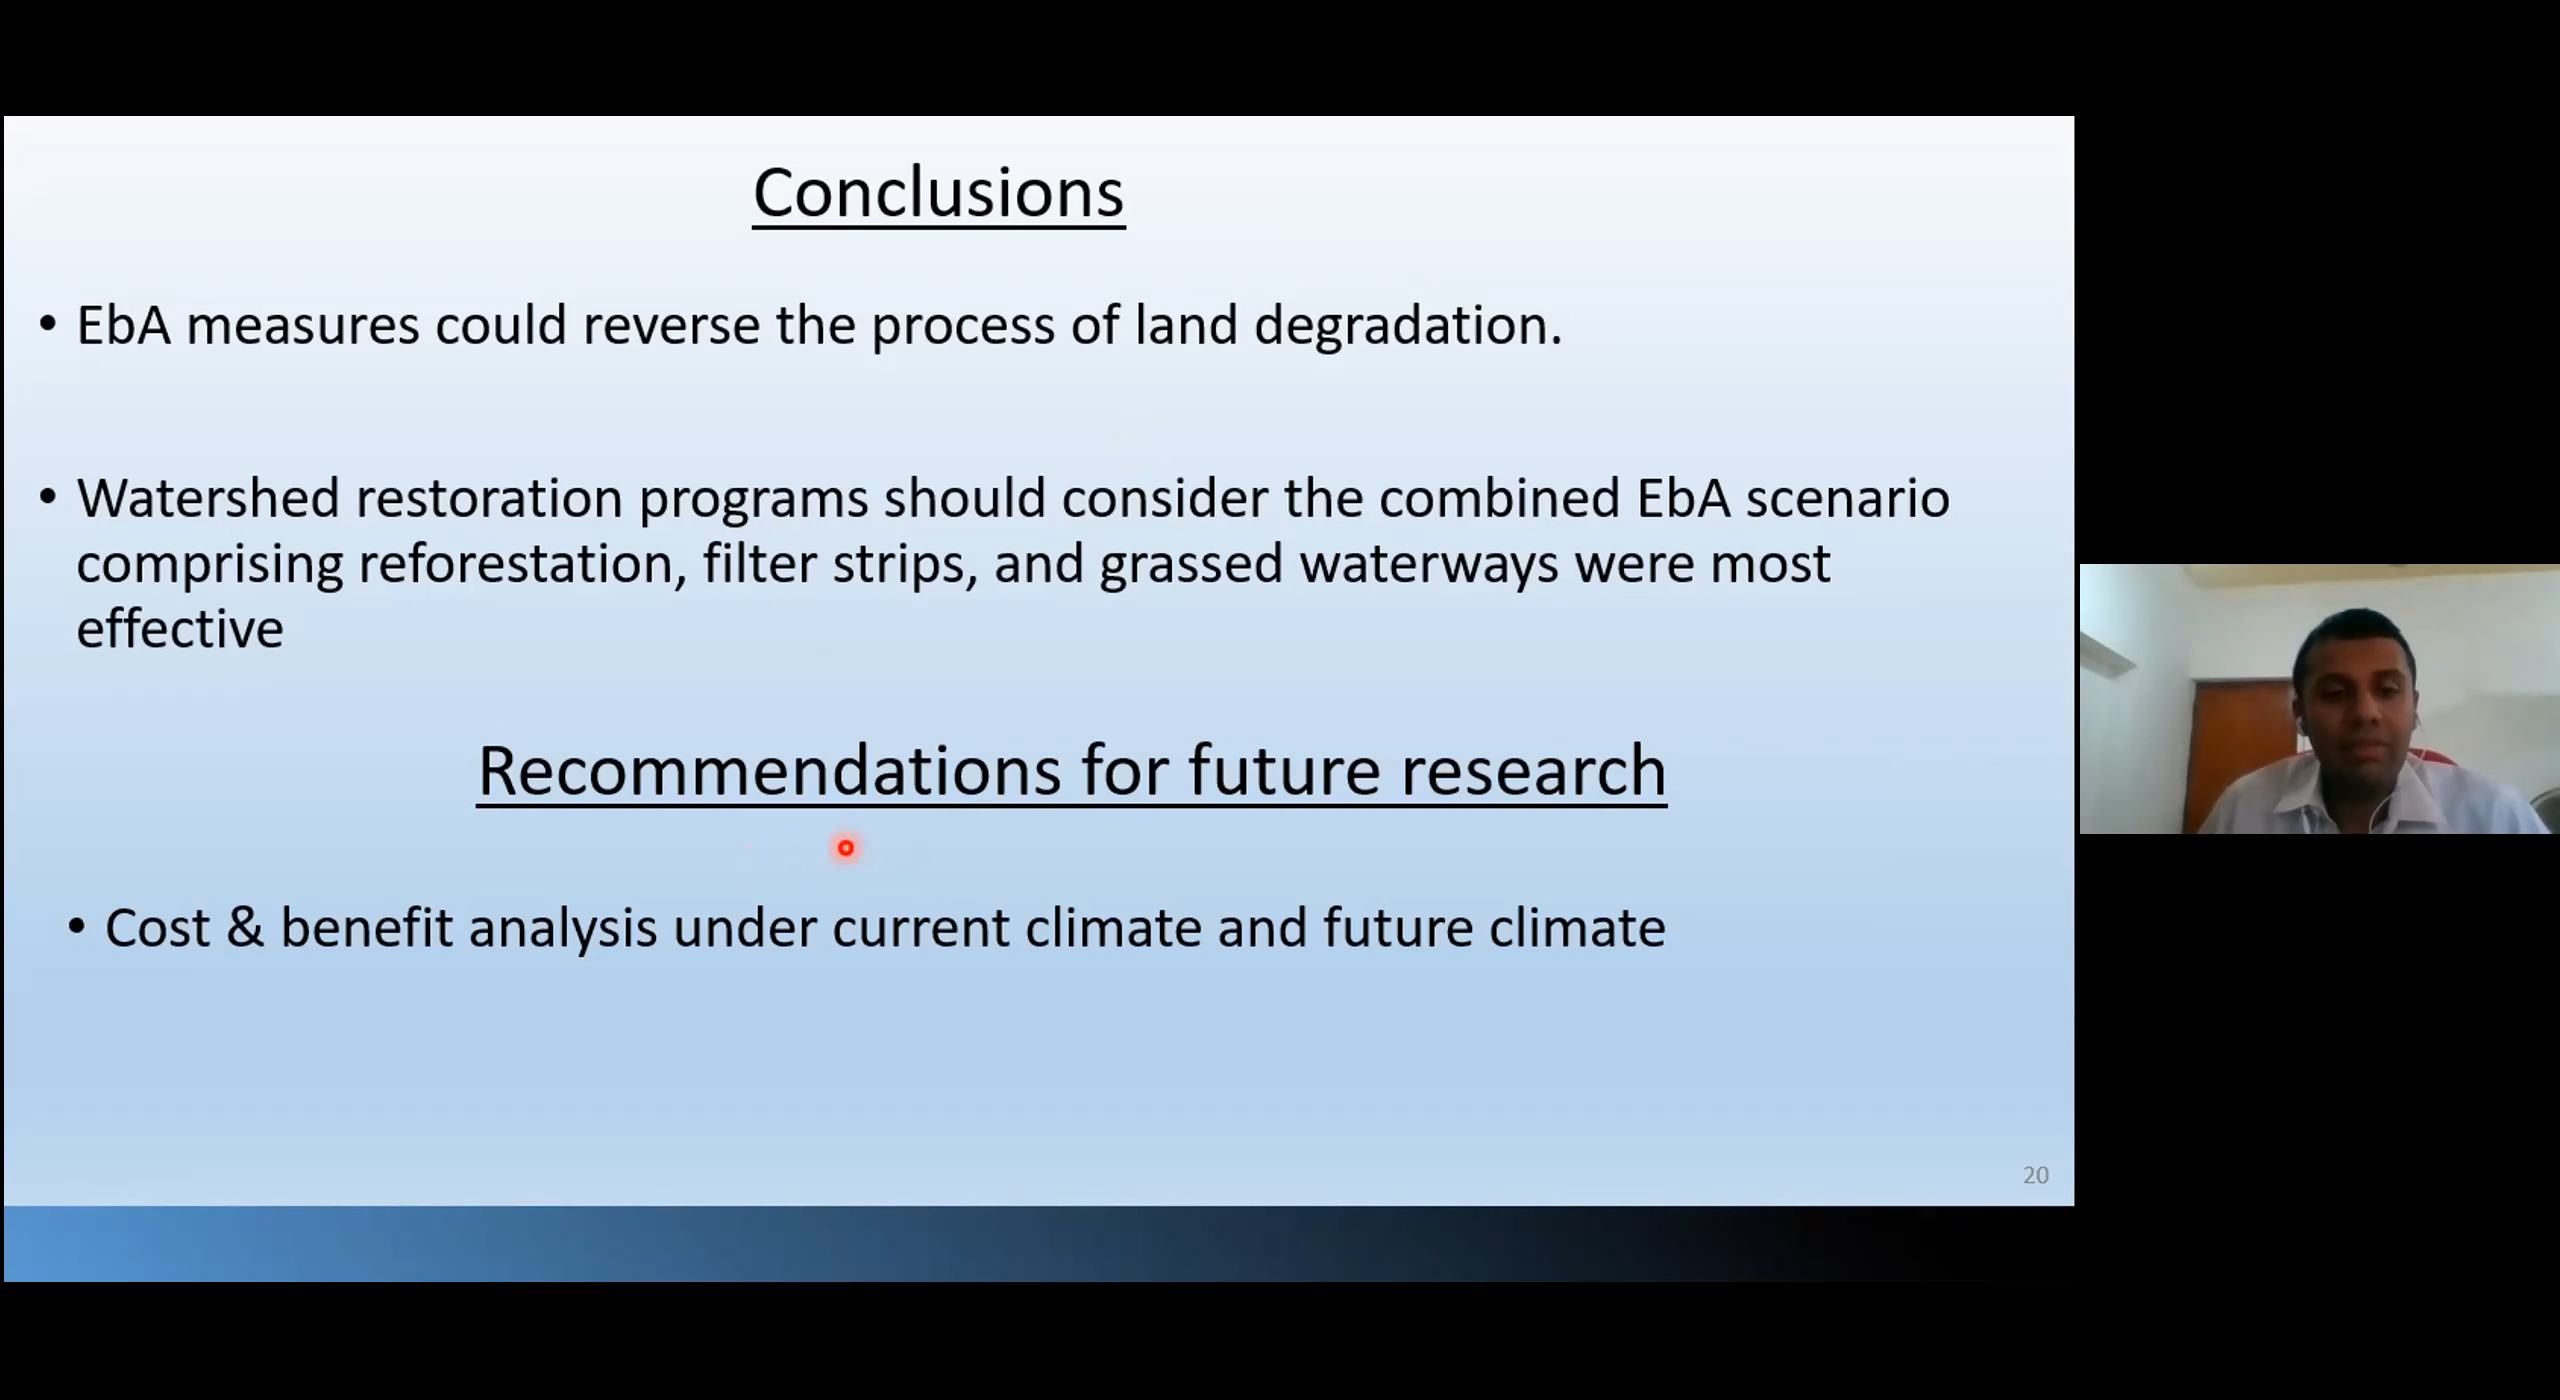 Conclusions
• EbA measures could reverse the process of land degradation.
• Watershed restoration programs should consider the combined EbA scenario
comprising reforestation, filter strips, and grassed waterways were most
effective
Recommendations for future research
• Cost & benefit analysis under current climate and future climate
20